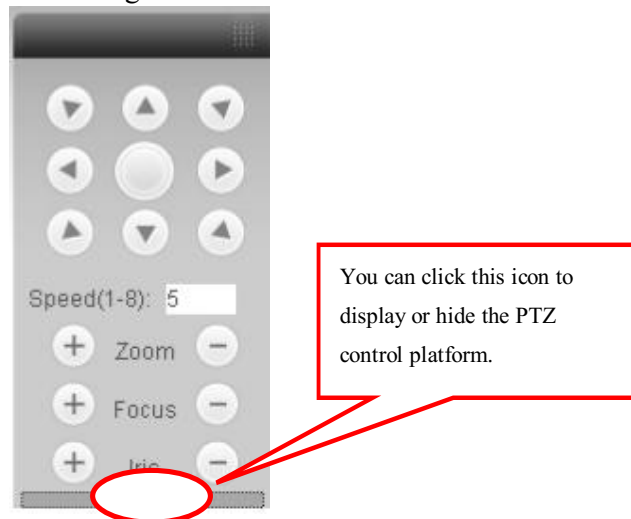 Speed(1-8): 5
+ Zoom −
+ Focus −
+ Iris −
You can click this icon to
display or hide the PTZ
control platform.